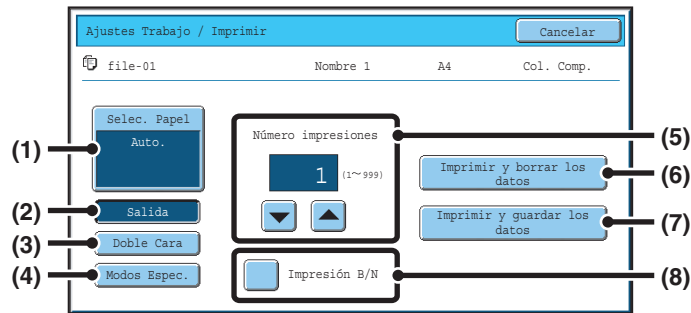 Ajustes Trabajo / Imprimir
Cancelar
file-01 Nombre 1 A4 Col. Comp.
Selec. Papel
Auto.
(1)
Salida
(2)
Doble Cara
(3)
Modos Espec.
(4)
Número impresiones
1 (1~999)
(5)
Imprimir y borrar los
datos
(6)
Imprimir y guardar los
datos
(7)
Impresión B/N
(8)